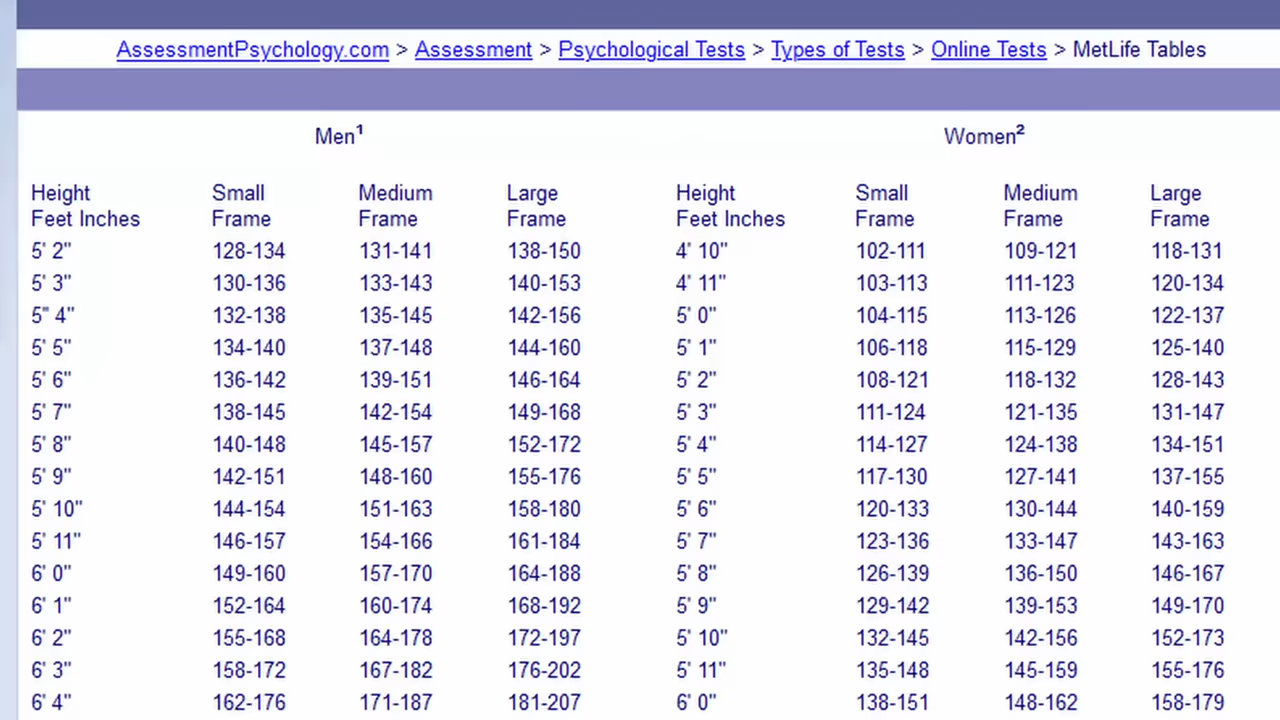 AssessmentPsychology.com > Assessment > Psychological Tests > Types of Tests > Online Tests > MetLife Tables
Men¹ Women²
Height Small Medium Large Height Small Medium Large
Feet Inches Frame Frame Frame Feet Inches Frame Frame Frame
5' 2" 128-134 131-141 138-150 4' 10" 102-111 109-121 118-131
5' 3" 130-136 133-143 140-153 4' 11" 103-113 111-123 120-134
5" 4" 132-138 135-145 142-156 5' 0" 104-115 113-126 122-137
5' 5" 134-140 137-148 144-160 5' 1" 106-118 115-129 125-140
5' 6" 136-142 139-151 146-164 5' 2" 108-121 118-132 128-143
5' 7" 138-145 142-154 149-168 5' 3" 111-124 121-135 131-147
5' 8" 140-148 145-157 152-172 5' 4" 114-127 124-138 134-151
5' 9" 142-151 148-160 155-176 5' 5" 117-130 127-141 137-155
5' 10" 144-154 151-163 158-180 5' 6" 120-133 130-144 140-159
5' 11" 146-157 154-166 161-184 5' 7" 123-136 133-147 143-163
6' 0" 149-160 157-170 164-188 5' 8" 126-139 136-150 146-167
6' 1" 152-164 160-174 168-192 5' 9" 129-142 139-153 149-170
6' 2" 155-168 164-178 172-197 5' 10" 132-145 142-156 152-173
6' 3" 158-172 167-182 176-202 5' 11" 135-148 145-159 155-176
6' 4" 162-176 171-187 181-207 6' 0" 138-151 148-162 158-179